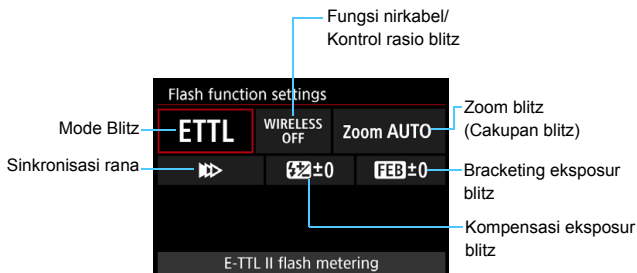 Fungsi nirkabel/
Kontrol rasio blitz
Flash function settings
Mode Blitz
ETTL
WIRELESS
OFF
Zoom AUTO
Zoom blitz
(Cakupan blitz)
Sinkronisasi rana
±0
FEB±0
Bracketing eksposur
blitz
Kompensasi eksposur
blitz
E-TTL II flash metering